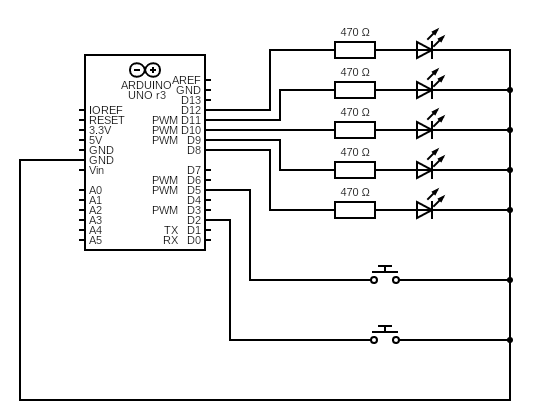 470 Ω
470 Ω
470 Ω
470 Ω
470 Ω
ARDUINO
UNO r3
AREF
GND
D13
IOREF D12
RESET PWM D11
3.3V PWM D10
5V PWM D9
GND D8
GND
Vin D7
PWM D6
A0 PWM D5
A1 D4
A2 PWM D3
A3 D2
A4 TX D1
A5 RX D0